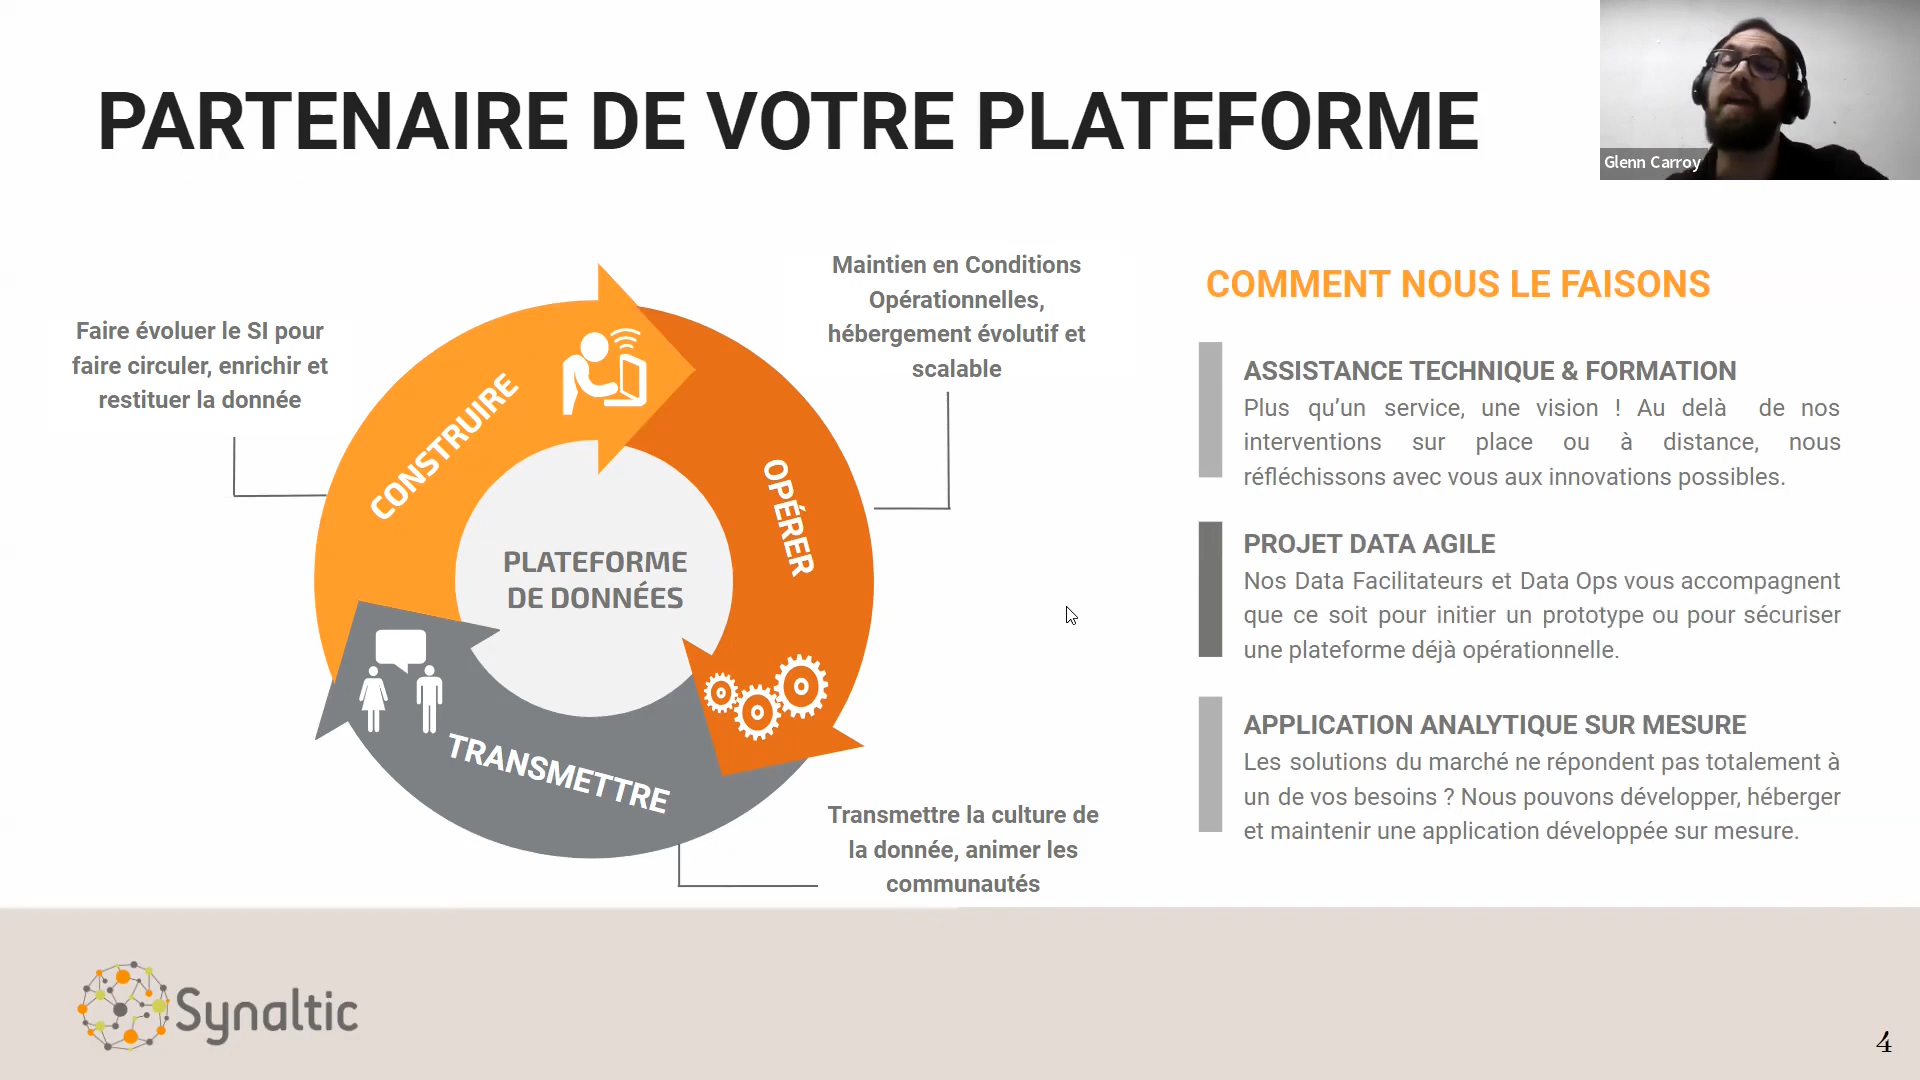 PARTENAIRE DE VOTRE PLATEFORME
Glenn Carroy
Faire évoluer le SI pour
faire circuler, enrichir et
restituer la donnée
Maintien en Conditions
Opérationnelles,
hébergement évolutif et
scalable
CONSTRUIRE
OPÉRER
TRANSMETTRE
PLATEFORME
DE DONNÉES
Transmettre la culture de
la donnée, animer les
communautés
COMMENT NOUS LE FAISONS
ASSISTANCE TECHNIQUE & FORMATION
Plus qu’un service, une vision ! Au delà de nos
interventions sur place ou à distance, nous
réfléchissons avec vous aux innovations possibles.
PROJET DATA AGILE
Nos Data Facilitateurs et Data Ops vous accompagnent
que ce soit pour initier un prototype ou pour sécuriser
une plateforme déjà opérationnelle.
APPLICATION ANALYTIQUE SUR MESURE
Les solutions du marché ne répondent pas totalement à
un de vos besoins ? Nous pouvons développer, héberger
et maintenir une application développée sur mesure.
Synaltic
4